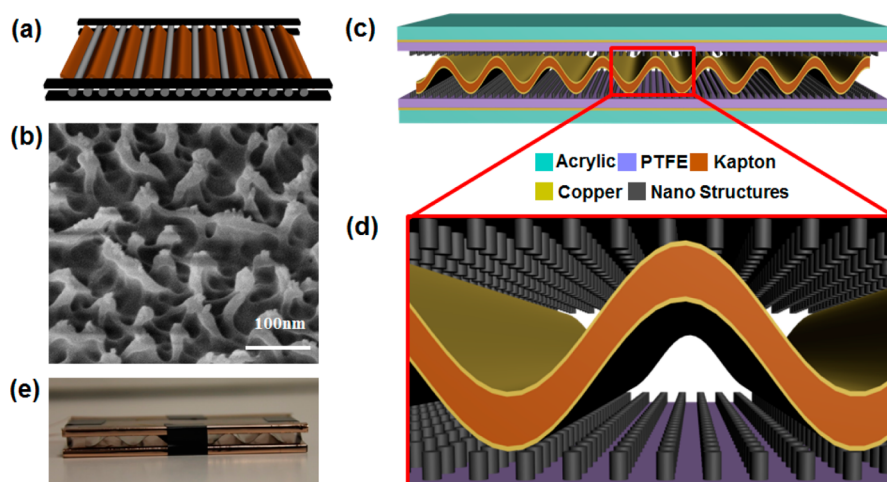 (a)
(b)
100nm
(e)
(c)
Acrylic PTFE Kapton
Copper Nano Structures
(d)